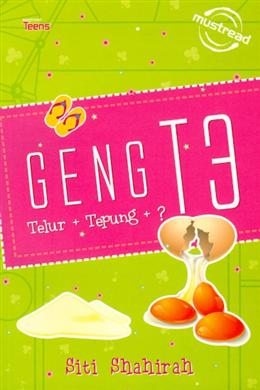 Teens
mustread
GENG T3
Telur + Tepung + ?
Siti Shahirah